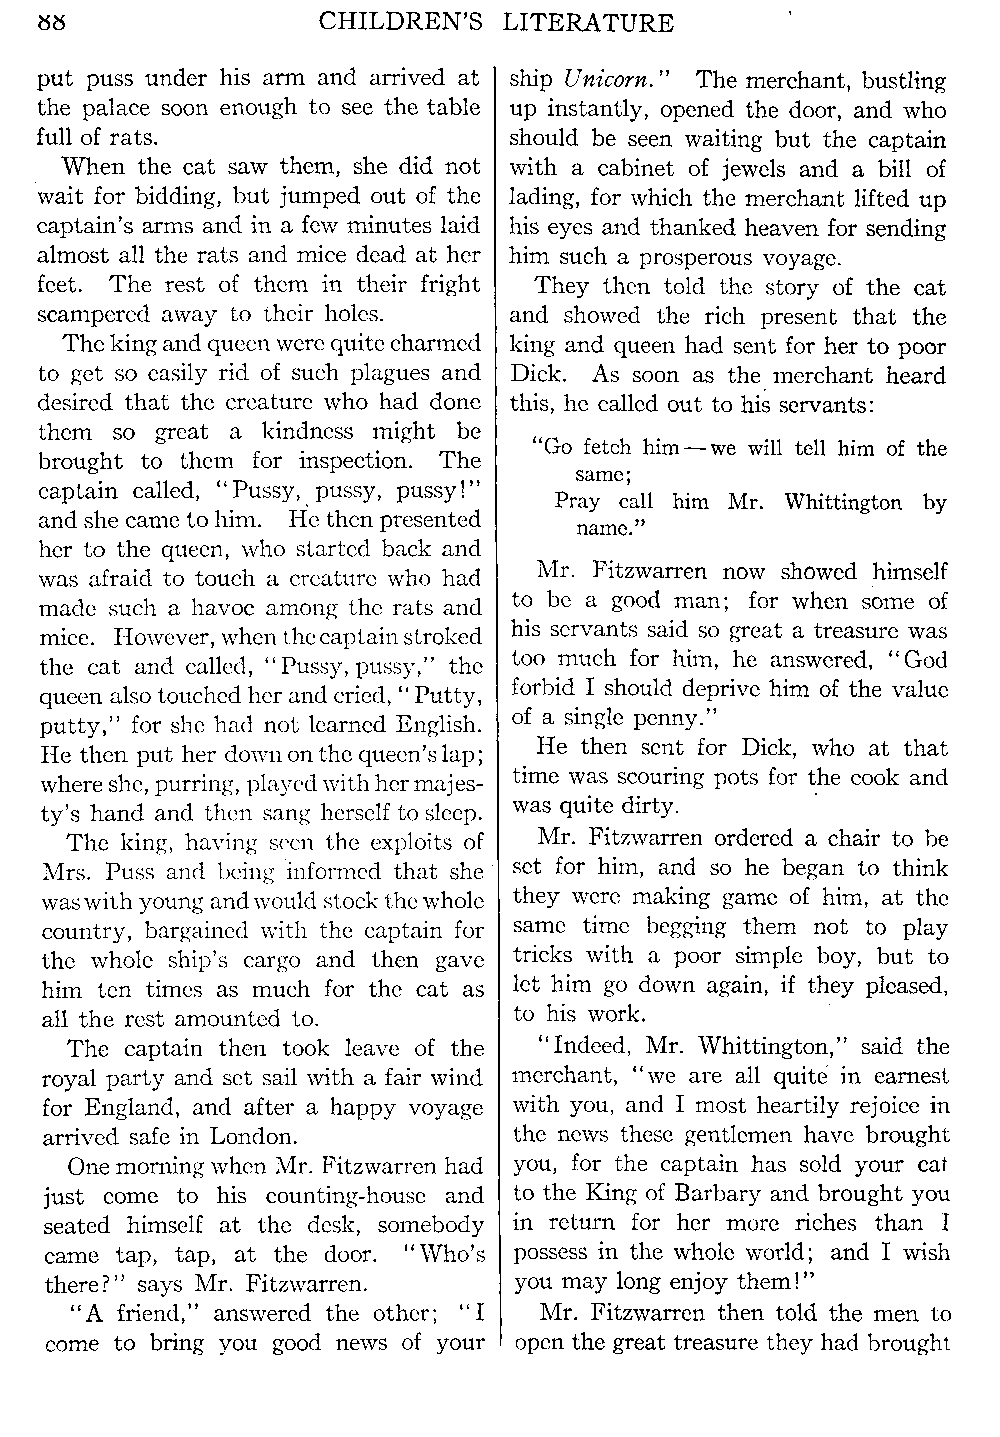 88
CHILDREN'S LITERATURE
put puss under his arm and arrived at
the palace soon enough to see the table
full of rats.
When the cat saw them, she did not
wait for bidding, but jumped out of the
captain's arms and in a few minutes laid
almost all the rats and mice dead at her
feet. The rest of them in their fright
scampered away to their holes.
The king and queen were quite charmed
to get so easily rid of such plagues and
desired that the creature who had done
them so great a kindness might be
brought to them for inspection. The
captain called, "Pussy, pussy, pussy!"
and she came to him. He then presented
her to the queen, who started back and
was afraid to touch a creature who had
made such a havoc among the rats and
mice. However, when the captain stroked
the cat and called, "Pussy, pussy," the
queen also touched her and cried, "Putty,
putty," for she had not learned English.
He then put her down on the queen's lap;
where she, purring, played with her majes-
ty's hand and then sang herself to sleep.
The king, having seen the exploits of
Mrs. Puss and being informed that she
was with young and would stock the whole
country, bargained with the captain for
the whole ship's cargo and then gave
him ten times as much for the cat as
all the rest amounted to.
The captain then took leave of the
royal party and set sail with a fair wind
for England, and after a happy voyage
arrived safe in London.
One morning when Mr. Fitzwarren had
just come to his counting-house and
seated himself at the desk, somebody
came tap, tap, at the door. "Who's
there?" says Mr. Fitzwarren.
"A friend," answered the other; "I
come to bring you good news of your
ship Unicorn." The merchant, bustling
up instantly, opened the door, and who
should be seen waiting but the captain
with a cabinet of jewels and a bill of
lading, for which the merchant lifted up
his eyes and thanked heaven for sending
him such a prosperous voyage.
They then told the story of the cat
and showed the rich present that the
king and queen had sent for her to poor
Dick. As soon as the merchant heard
this, he called out to his servants:
"Go fetch him—we will tell him of the
same;
Pray call him Mr. Whittington by
name."
Mr. Fitzwarren now showed himself
to be a good man; for when some of
his servants said so great a treasure was
too much for him, he answered, "God
forbid I should deprive him of the value
of a single penny."
He then sent for Dick, who at that
time was scouring pots for the cook and
was quite dirty.
Mr. Fitzwarren ordered a chair to be
set for him, and so he began to think
they were making game of him, at the
same time begging them not to play
tricks with a poor simple boy, but to
let him go down again, if they pleased,
to his work.
"Indeed, Mr. Whittington," said the
merchant, "we are all quite in earnest
with you, and I most heartily rejoice in
the news these gentlemen have brought
you, for the captain has sold your cat
to the King of Barbary and brought you
in return for her more riches than I
possess in the whole world; and I wish
you may long enjoy them!"
Mr. Fitzwarren then told the men to
open the great treasure they had brought